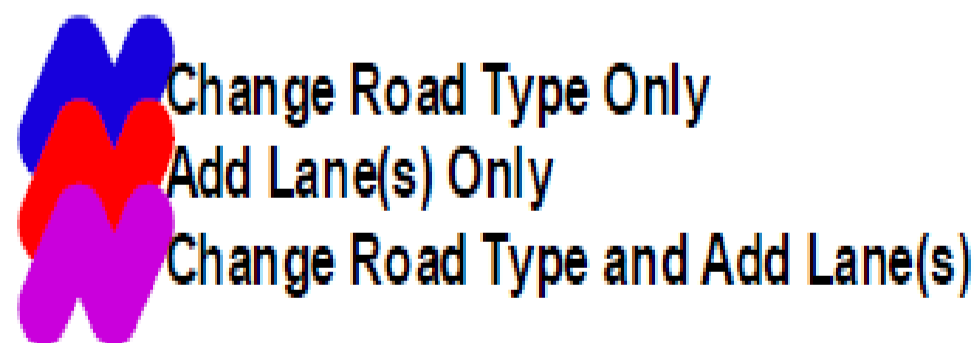 Change Road Type Only
Add Lane(s) Only
Change Road Type and Add Lane(s)